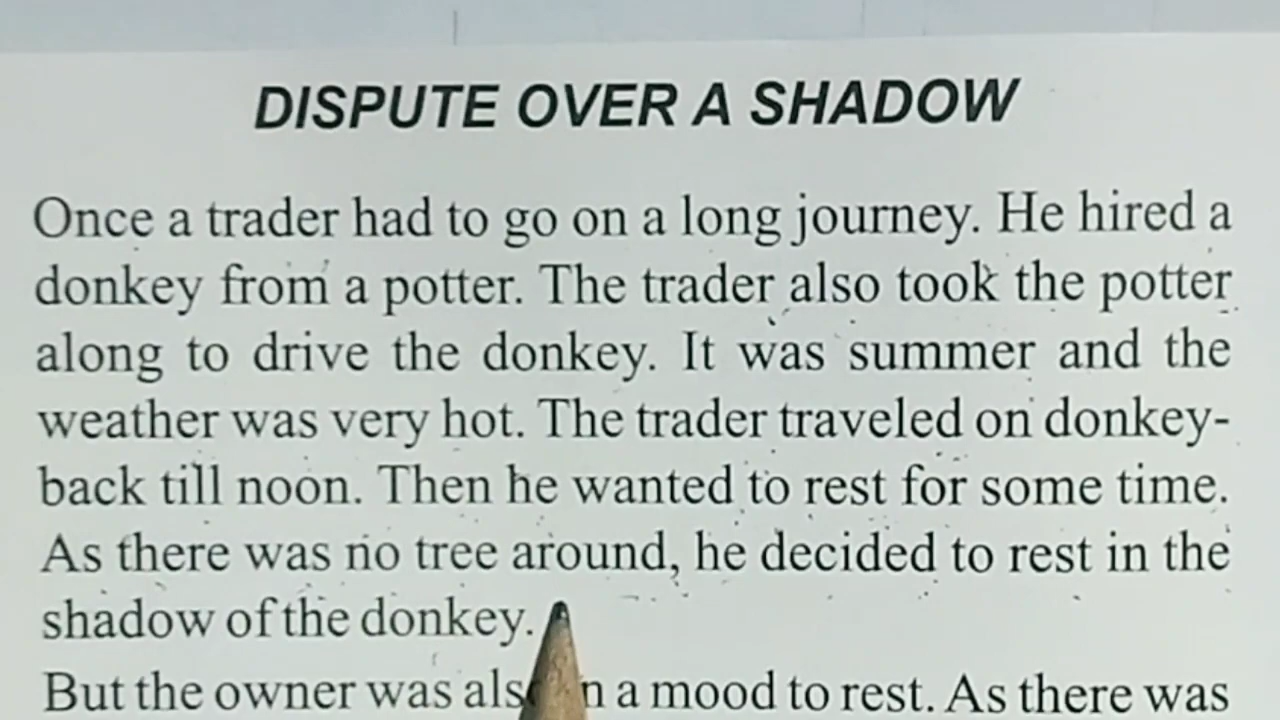 DISPUTE OVER A SHADOW
Once a trader had to go on a long journey. He hired a
donkey from a potter. The trader also took the potter
along to drive the donkey. It was summer and the
weather was very hot. The trader traveled on donkey-
back till noon. Then he wanted to rest for some time.
As there was no tree around, he decided to rest in the
shadow of the donkey.
But the owner was also in a mood to rest. As there was